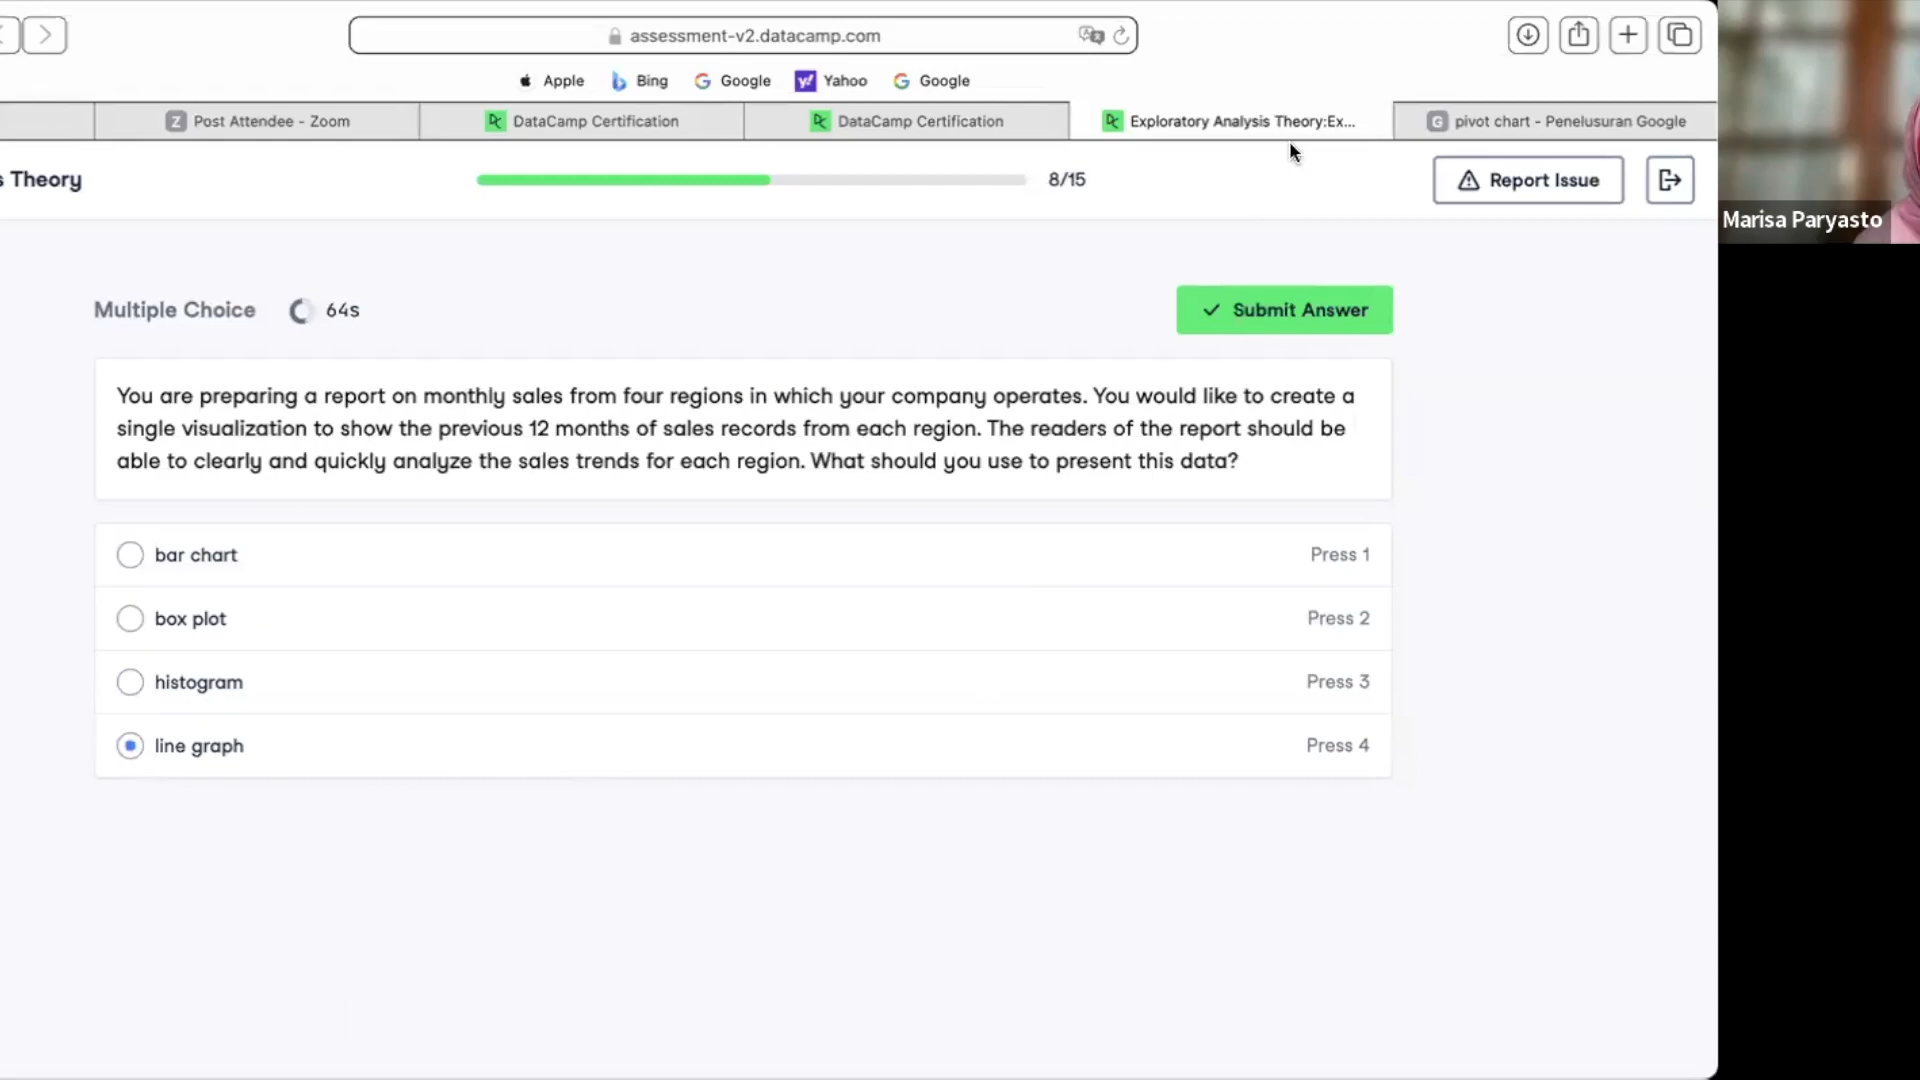 assessment-v2.datacamp.com
Apple
Bing
Google
Yahoo
Google
Post Attendee - Zoom
DataCamp Certification
DataCamp Certification
Exploratory Analysis Theory:Ex...
pivot chart - Penelusuran Google
s Theory
8/15
Report Issue
Marisa Paryasto
Multiple Choice
64s
Submit Answer
You are preparing a report on monthly sales from four regions in which your company operates. You would like to create a
single visualization to show the previous 12 months of sales records from each region. The readers of the report should be
able to clearly and quickly analyze the sales trends for each region. What should you use to present this data?
bar chart
Press 1
box plot
Press 2
histogram
Press 3
line graph
Press 4